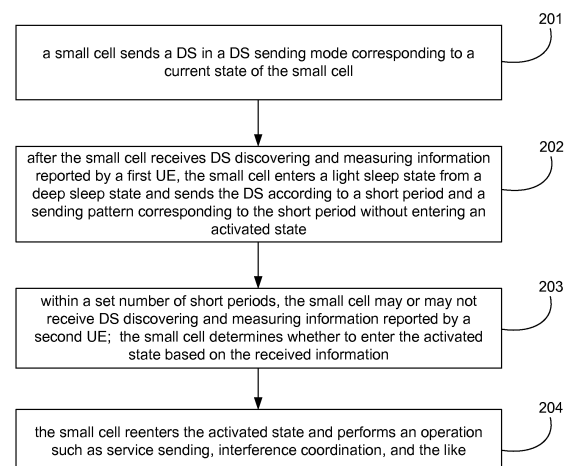 201
a small cell sends a DS in a DS sending mode corresponding to a
current state of the small cell
202
after the small cell receives DS discovering and measuring information
reported by a first UE, the small cell enters a light sleep state from a
deep sleep state and sends the DS according to a short period and a
sending pattern corresponding to the short period without entering an
activated state
203
within a set number of short periods, the small cell may or may not
receive DS discovering and measuring information reported by a
second UE; the small cell determines whether to enter the activated
state based on the received information
204
the small cell reenters the activated state and performs an operation
such as service sending, interference coordination, and the like